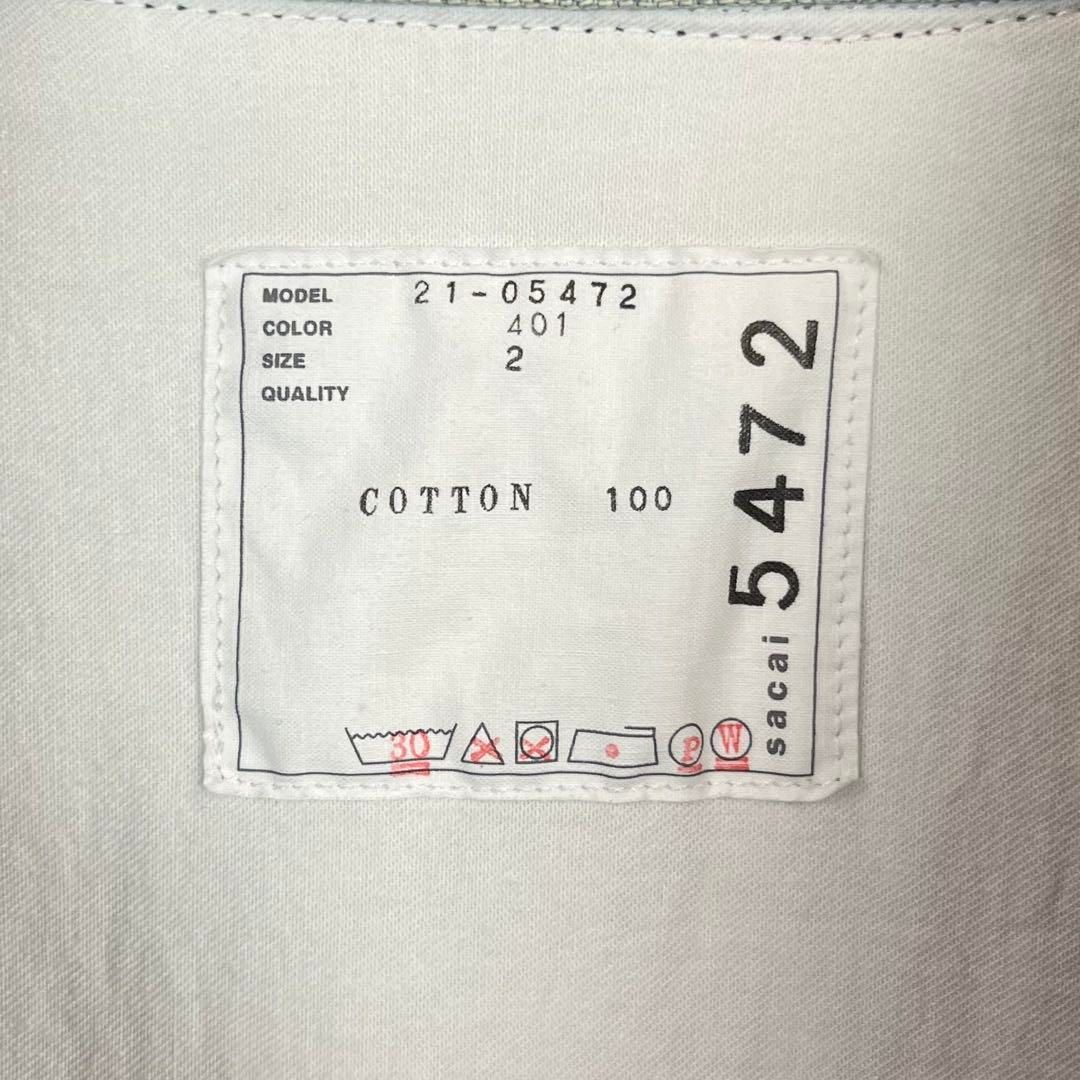 MODEL 21-05472
COLOR 401
SIZE 2
QUALITY
COTTON 100
sacai 5472
30 P W